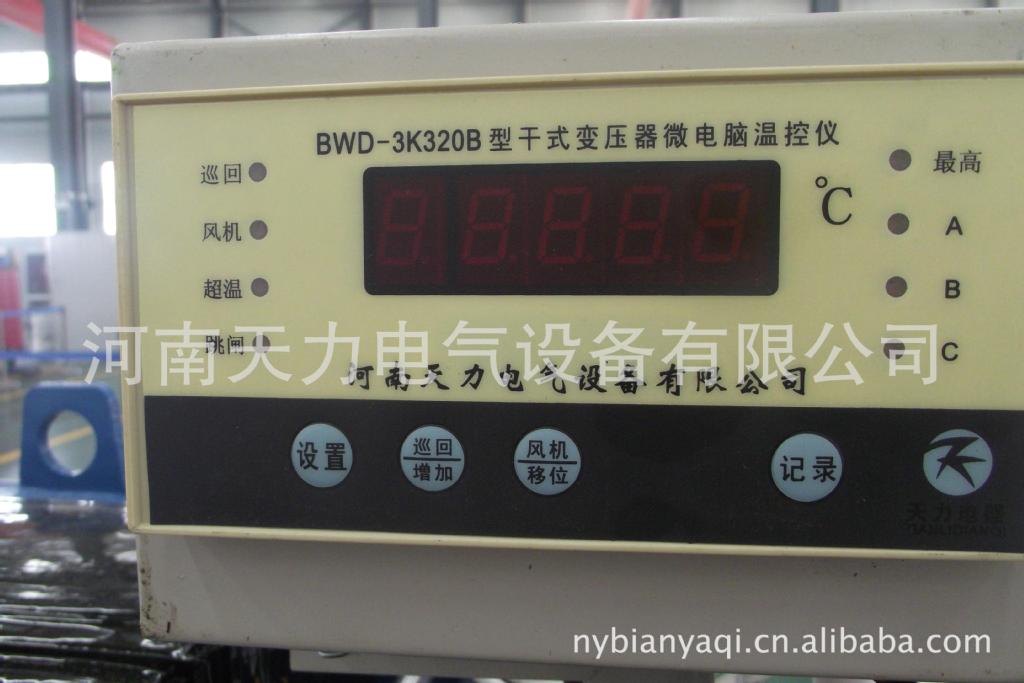 BWD-3K320B型干式变压器微电脑温控仪
巡回
风机
超温
跳闸
℃
最高
A
B
C
河南天力电气设备有限公司
河南天力电气设备有限公司
设置
巡回
增加
风机
移位
记录
天力电器
TIANLIDIANQI
nybianyaqi.cn.alibaba.com